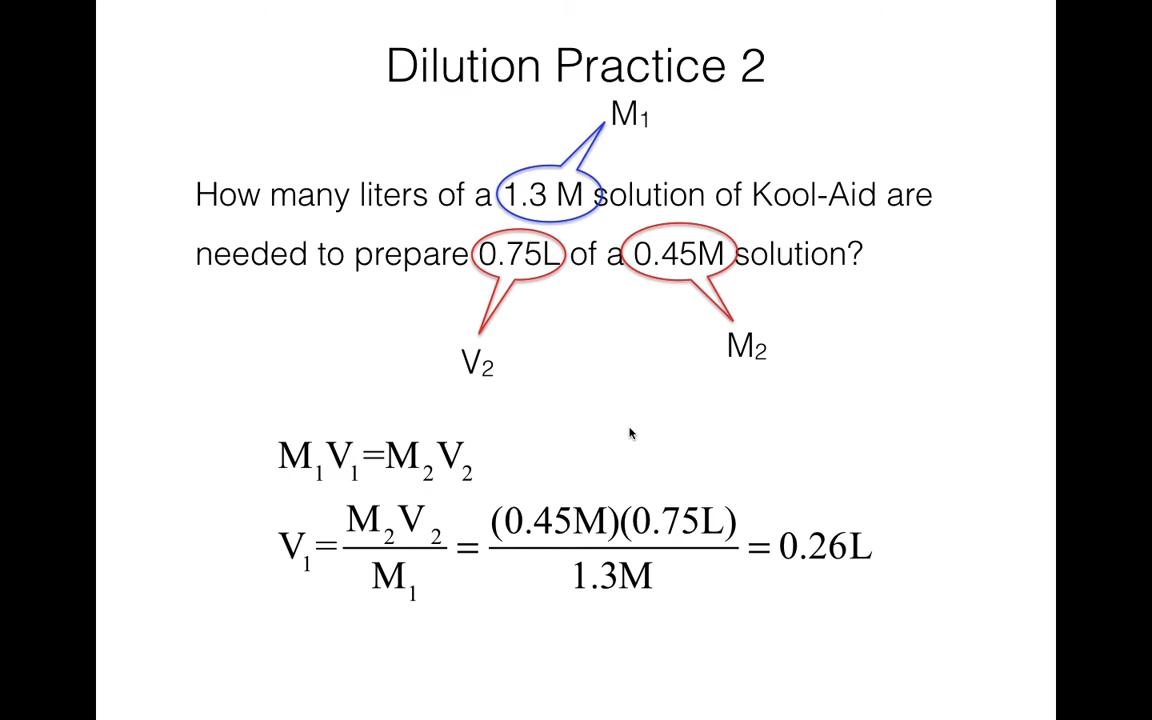 Dilution Practice 2
M₁
How many liters of a 1.3 M solution of Kool-Aid are
needed to prepare 0.75L of a 0.45M solution?
V₂
M₂
M₁V₁=M₂V₂
V₁= M₂V₂ / M₁ = (0.45M)(0.75L) / 1.3M = 0.26L